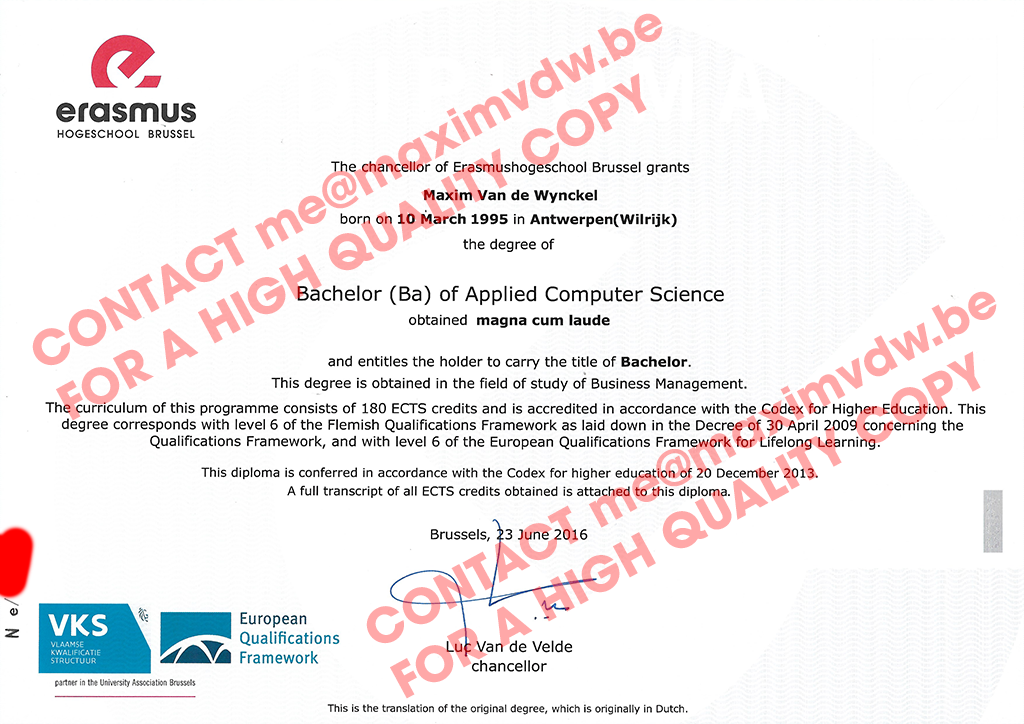 erasmus
HOGESCHOOL BRUSSEL
The chancellor of Erasmushogeschool Brussel grants
Maxim Van de Wynckel
born on 10 March 1995 in Antwerpen(Wilrijk)
the degree of
Bachelor (Ba) of Applied Computer Science
obtained magna cum laude
and entitles the holder to carry the title of Bachelor.
This degree is obtained in the field of study of Business Management.
The curriculum of this programme consists of 180 ECTS credits and is accredited in accordance with the Codex for Higher Education. This
degree corresponds with level 6 of the Flemish Qualifications Framework as laid down in the Decree of 30 April 2009 concerning the
Qualifications Framework, and with level 6 of the European Qualifications Framework for Lifelong Learning.
This diploma is conferred in accordance with the Codex for higher education of 20 December 2013.
A full transcript of all ECTS credits obtained is attached to this diploma.
Brussels, 23 June 2016
Luc Van de Velde
chancellor
VKS
VLAAMSE
KWALIFICATIE
STRUCTUUR
European
Qualifications
Framework
partner in the University Association Brussels
This is the translation of the original degree, which is originally in Dutch.
CONTACT me@maximvdw.be
FOR A HIGH QUALITY COPY
CONTACT me@maximvdw.be
FOR A HIGH QUALITY COPY